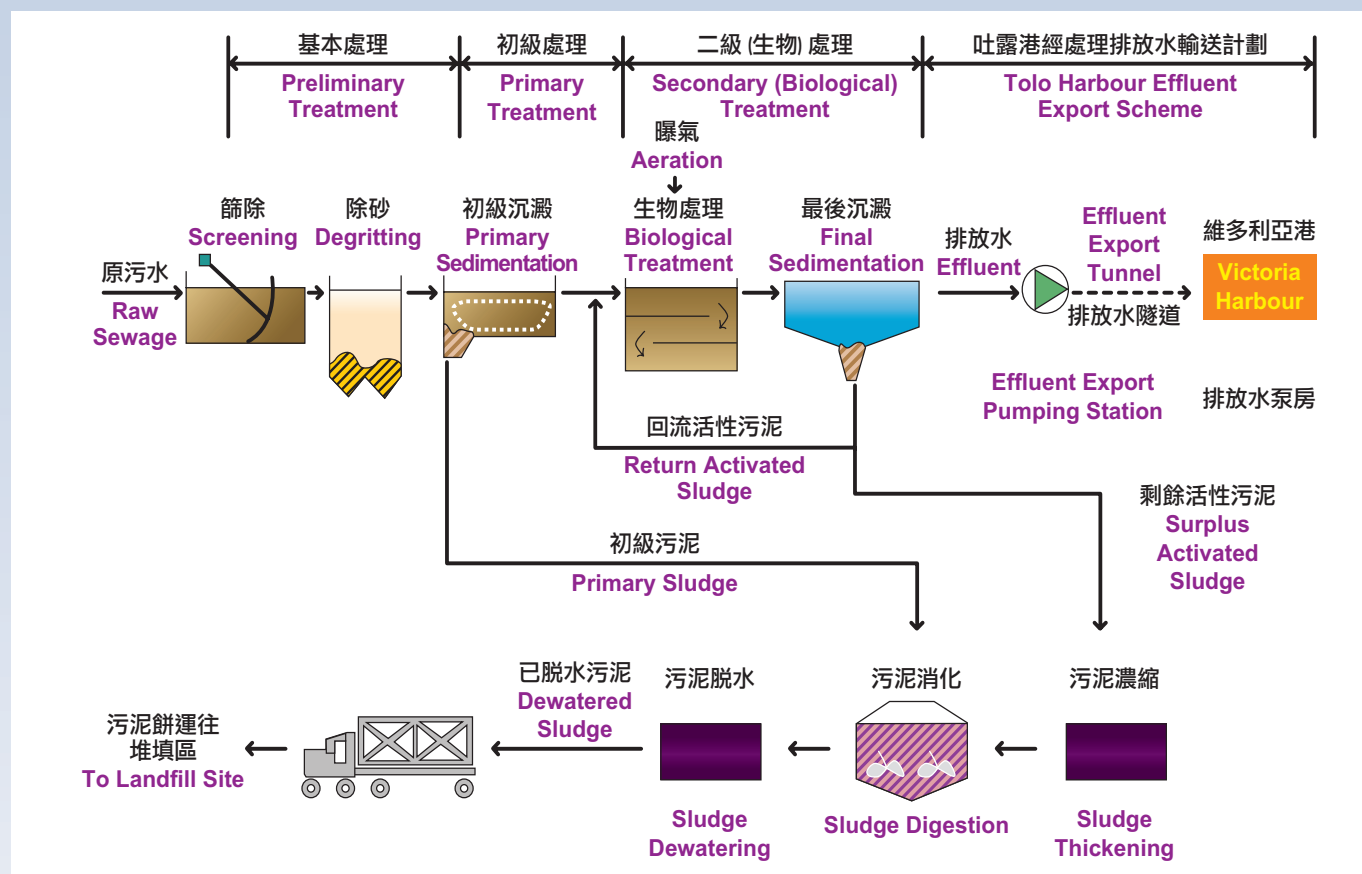 基本處理
Preliminary
Treatment
初級處理
Primary
Treatment
二級 (生物) 處理
Secondary (Biological)
Treatment
吐露港經處理排放水輸送計劃
Tolo Harbour Effluent
Export Scheme
曝氣
Aeration
篩除
Screening
除砂
Degritting
初級沉澱
Primary
Sedimentation
生物處理
Biological
Treatment
最後沉澱
Final
Sedimentation
排放水
Effluent
Effluent
Export
Tunnel
排放水隧道
維多利亞港
Victoria
Harbour
原污水
Raw
Sewage
Effluent Export
Pumping Station
排放水泵房
回流活性污泥
Return Activated
Sludge
剩餘活性污泥
Surplus
Activated
Sludge
初級污泥
Primary Sludge
污泥餅運往
堆填區
To Landfill Site
已脱水污泥
Dewatered
Sludge
污泥脱水
Sludge
Dewatering
污泥消化
Sludge Digestion
污泥濃縮
Sludge
Thickening